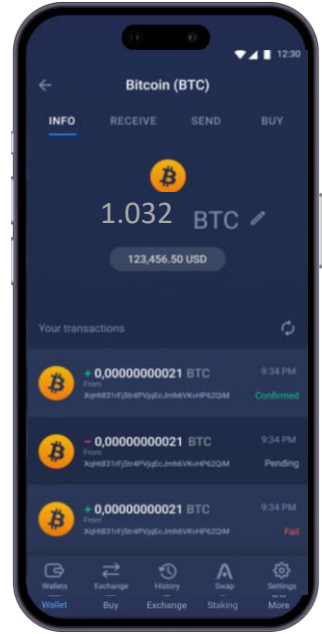 12:30
Bitcoin (BTC)
INFO RECEIVE SEND BUY
1.032 BTC
123,456.50 USD
Your transactions
+ 0,00000000021 BTC 9:34 PM
From
Confirmed
− 0,00000000021 BTC 9:34 PM
From
Pending
+ 0,00000000021 BTC 9:34 PM
From
Fail
Wallets Exchange History Swap Settings
Wallet Buy Exchange Staking More